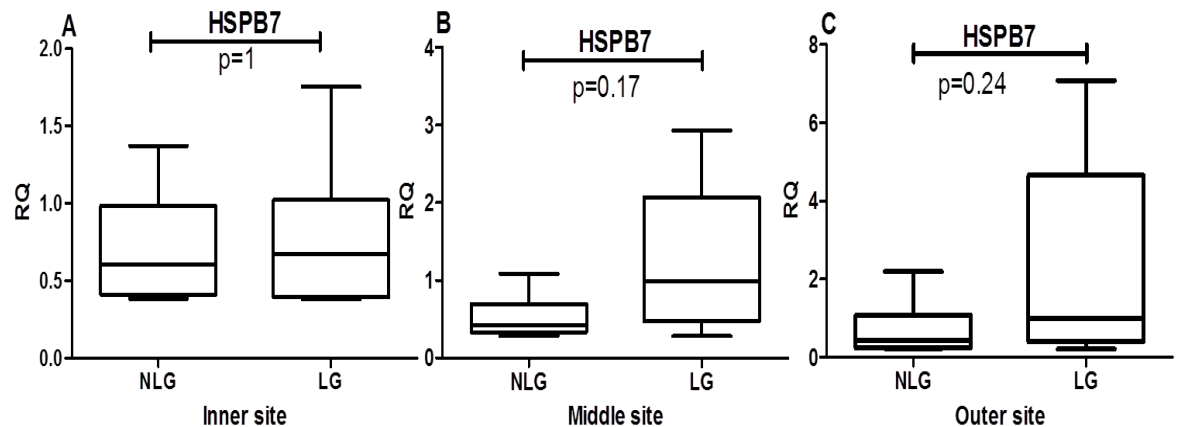 A
HSPB7
p=1
RQ
2.0
1.5
1.0
0.5
0.0
NLG LG
Inner site
B
HSPB7
p=0.17
RQ
4
3
2
1
0
NLG LG
Middle site
C
HSPB7
p=0.24
RQ
8
6
4
2
0
NLG LG
Outer site